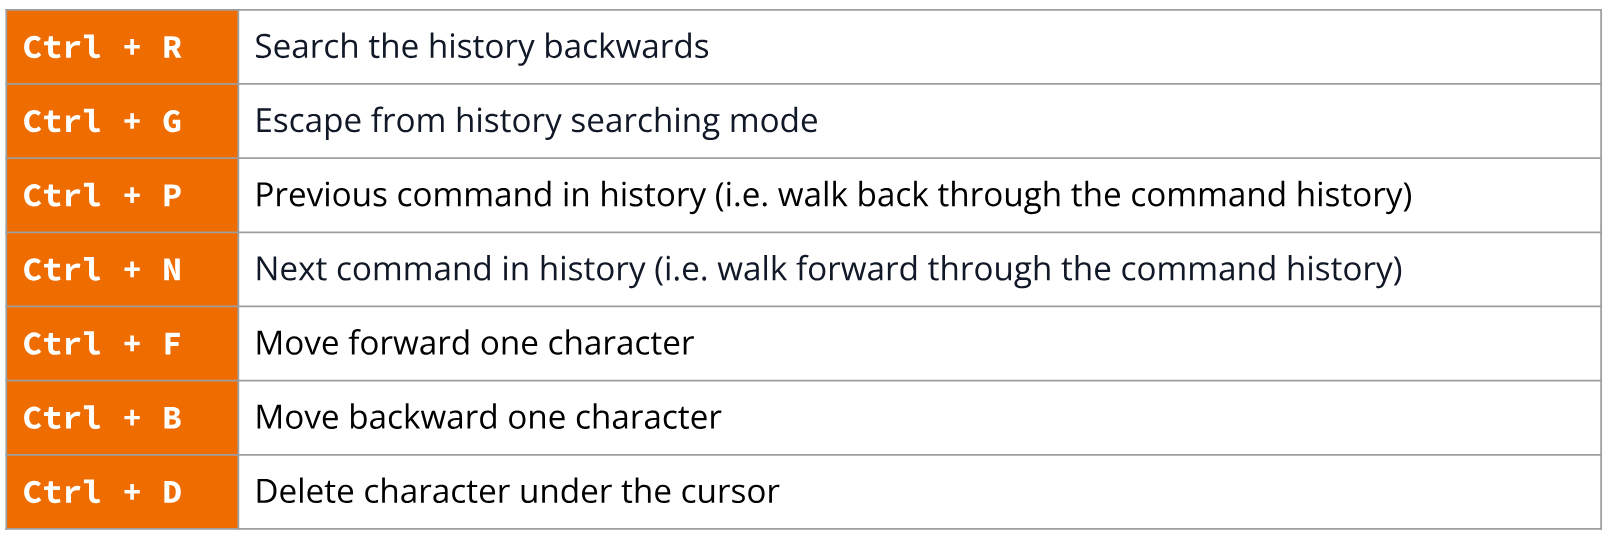 Ctrl + R Search the history backwards
Ctrl + G Escape from history searching mode
Ctrl + P Previous command in history (i.e. walk back through the command history)
Ctrl + N Next command in history (i.e. walk forward through the command history)
Ctrl + F Move forward one character
Ctrl + B Move backward one character
Ctrl + D Delete character under the cursor